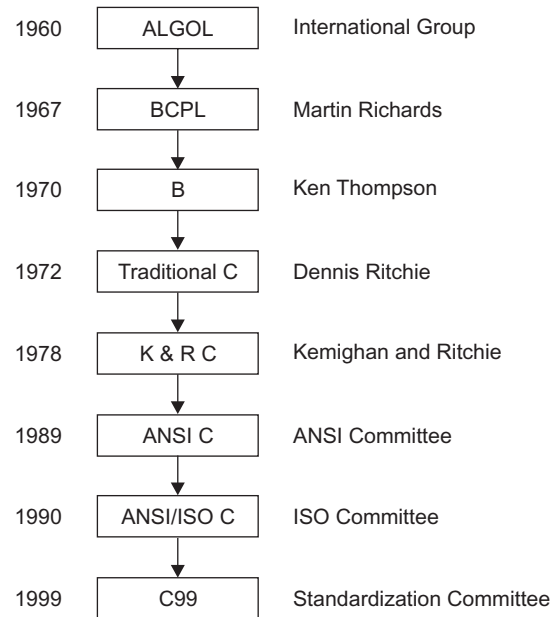 1960 ALGOL International Group
1967 BCPL Martin Richards
1970 B Ken Thompson
1972 Traditional C Dennis Ritchie
1978 K & R C Kemighan and Ritchie
1989 ANSI C ANSI Committee
1990 ANSI/ISO C ISO Committee
1999 C99 Standardization Committee